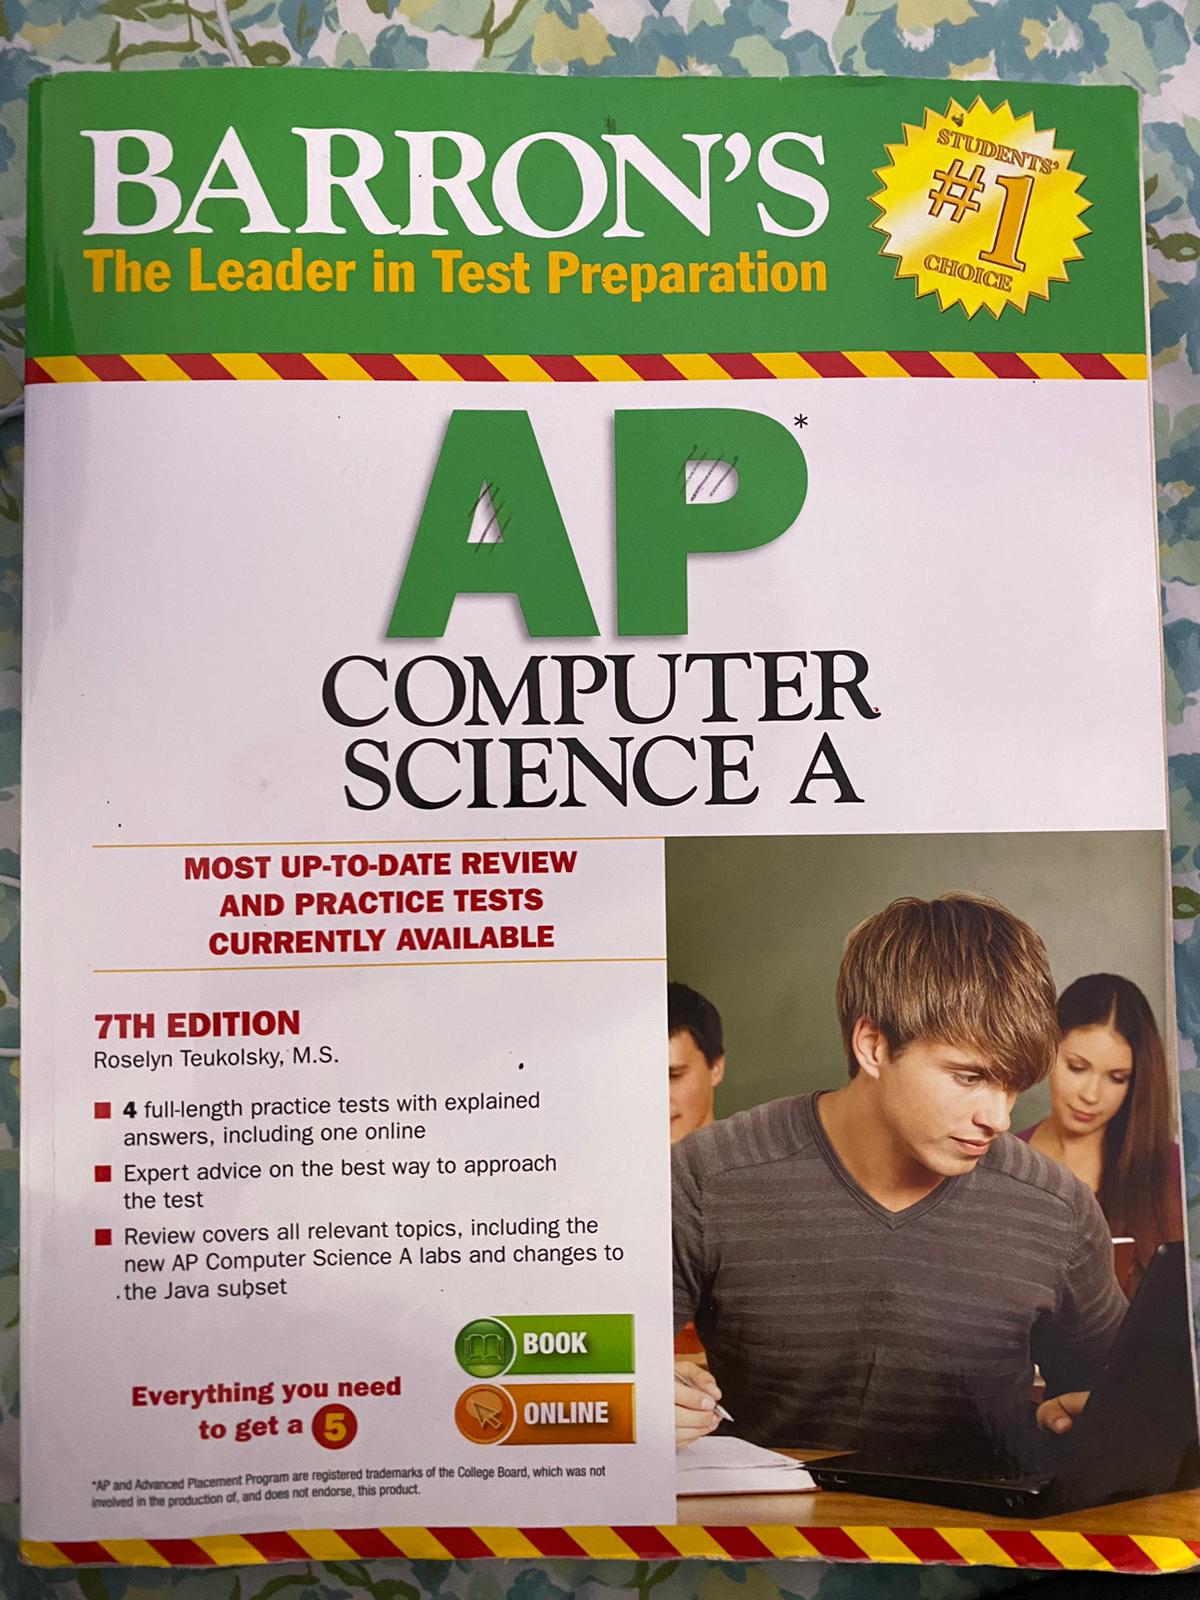 BARRON'S
The Leader in Test Preparation
STUDENTS'
#1
CHOICE
AP*
COMPUTER
SCIENCE A
MOST UP-TO-DATE REVIEW
AND PRACTICE TESTS
CURRENTLY AVAILABLE
7TH EDITION
Roselyn Teukolsky, M.S.
■ 4 full-length practice tests with explained
answers, including one online
■ Expert advice on the best way to approach
the test
■ Review covers all relevant topics, including the
new AP Computer Science A labs and changes to
the Java subset
BOOK
ONLINE
Everything you need
to get a 5
*AP and Advanced Placement Program are registered trademarks of the College Board, which was not
involved in the production of, and does not endorse, this product.